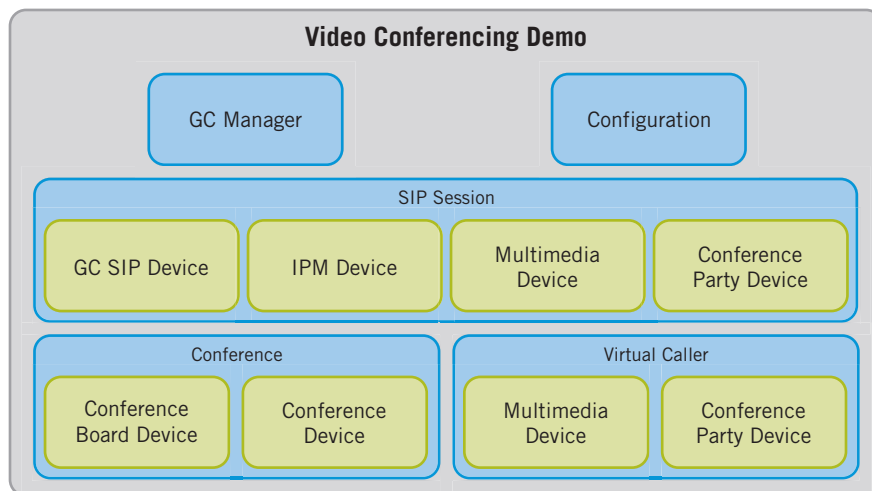 Video Conferencing Demo
GC Manager
Configuration
SIP Session
GC SIP Device
IPM Device
Multimedia
Device
Conference
Party Device
Conference
Conference
Board Device
Conference
Device
Virtual Caller
Multimedia
Device
Conference
Party Device